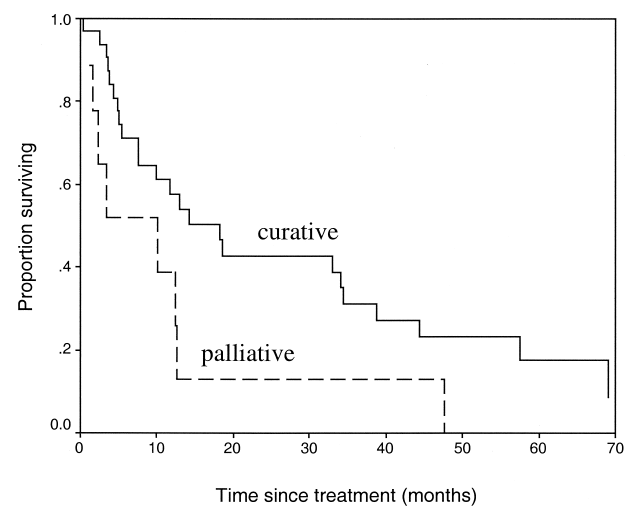 1.0
.8
.6
.4
.2
0.0
Proportion surviving
curative
palliative
0 10 20 30 40 50 60 70
Time since treatment (months)